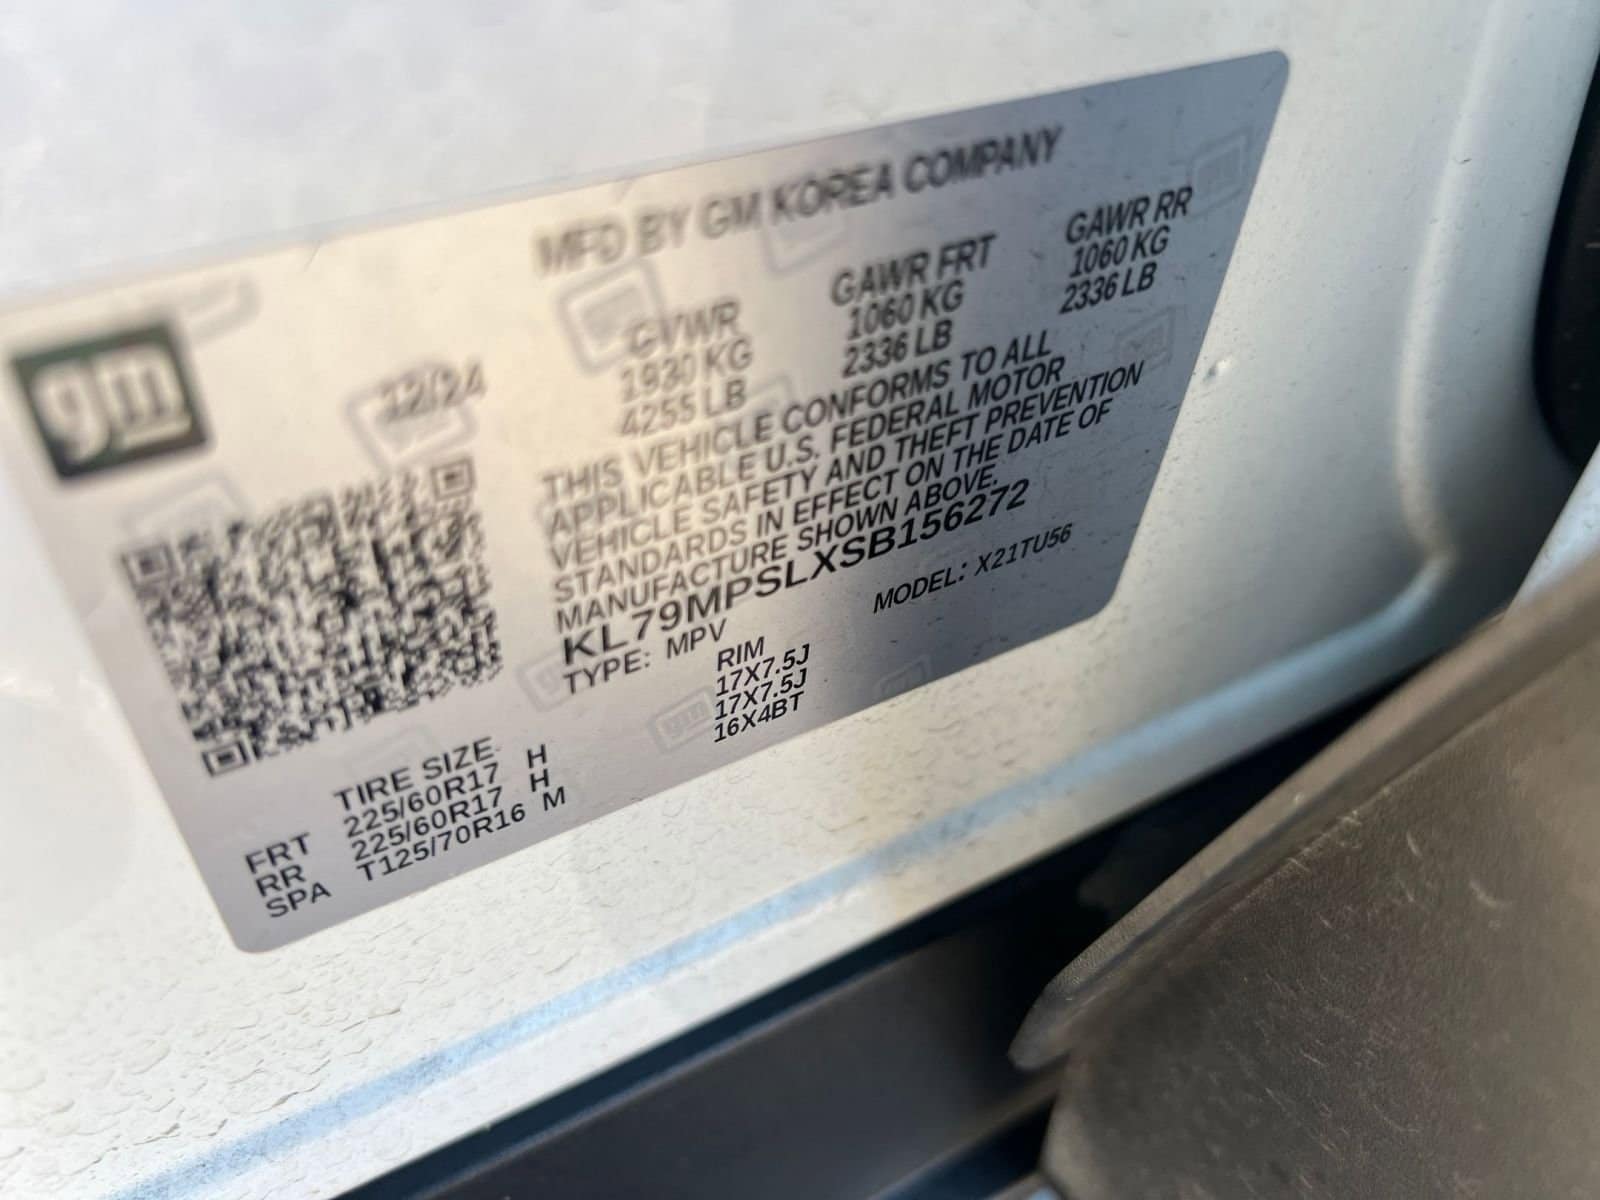 MFD BY GM KOREA COMPANY
gm
12/24
GVWR GAWR FRT GAWR RR
1930 KG 1060 KG 1060 KG
4255 LB 2336 LB 2336 LB
THIS VEHICLE CONFORMS TO ALL
APPLICABLE U.S. FEDERAL MOTOR
VEHICLE SAFETY AND THEFT PREVENTION
STANDARDS IN EFFECT ON THE DATE OF
MANUFACTURE SHOWN ABOVE.
KL79MPSLXSB156272
TYPE: MPV MODEL: X21TU56
TIRE SIZE RIM
FRT 225/60R17 H 17X7.5J
RR 225/60R17 H 17X7.5J
SPA T125/70R16 M 16X4BT